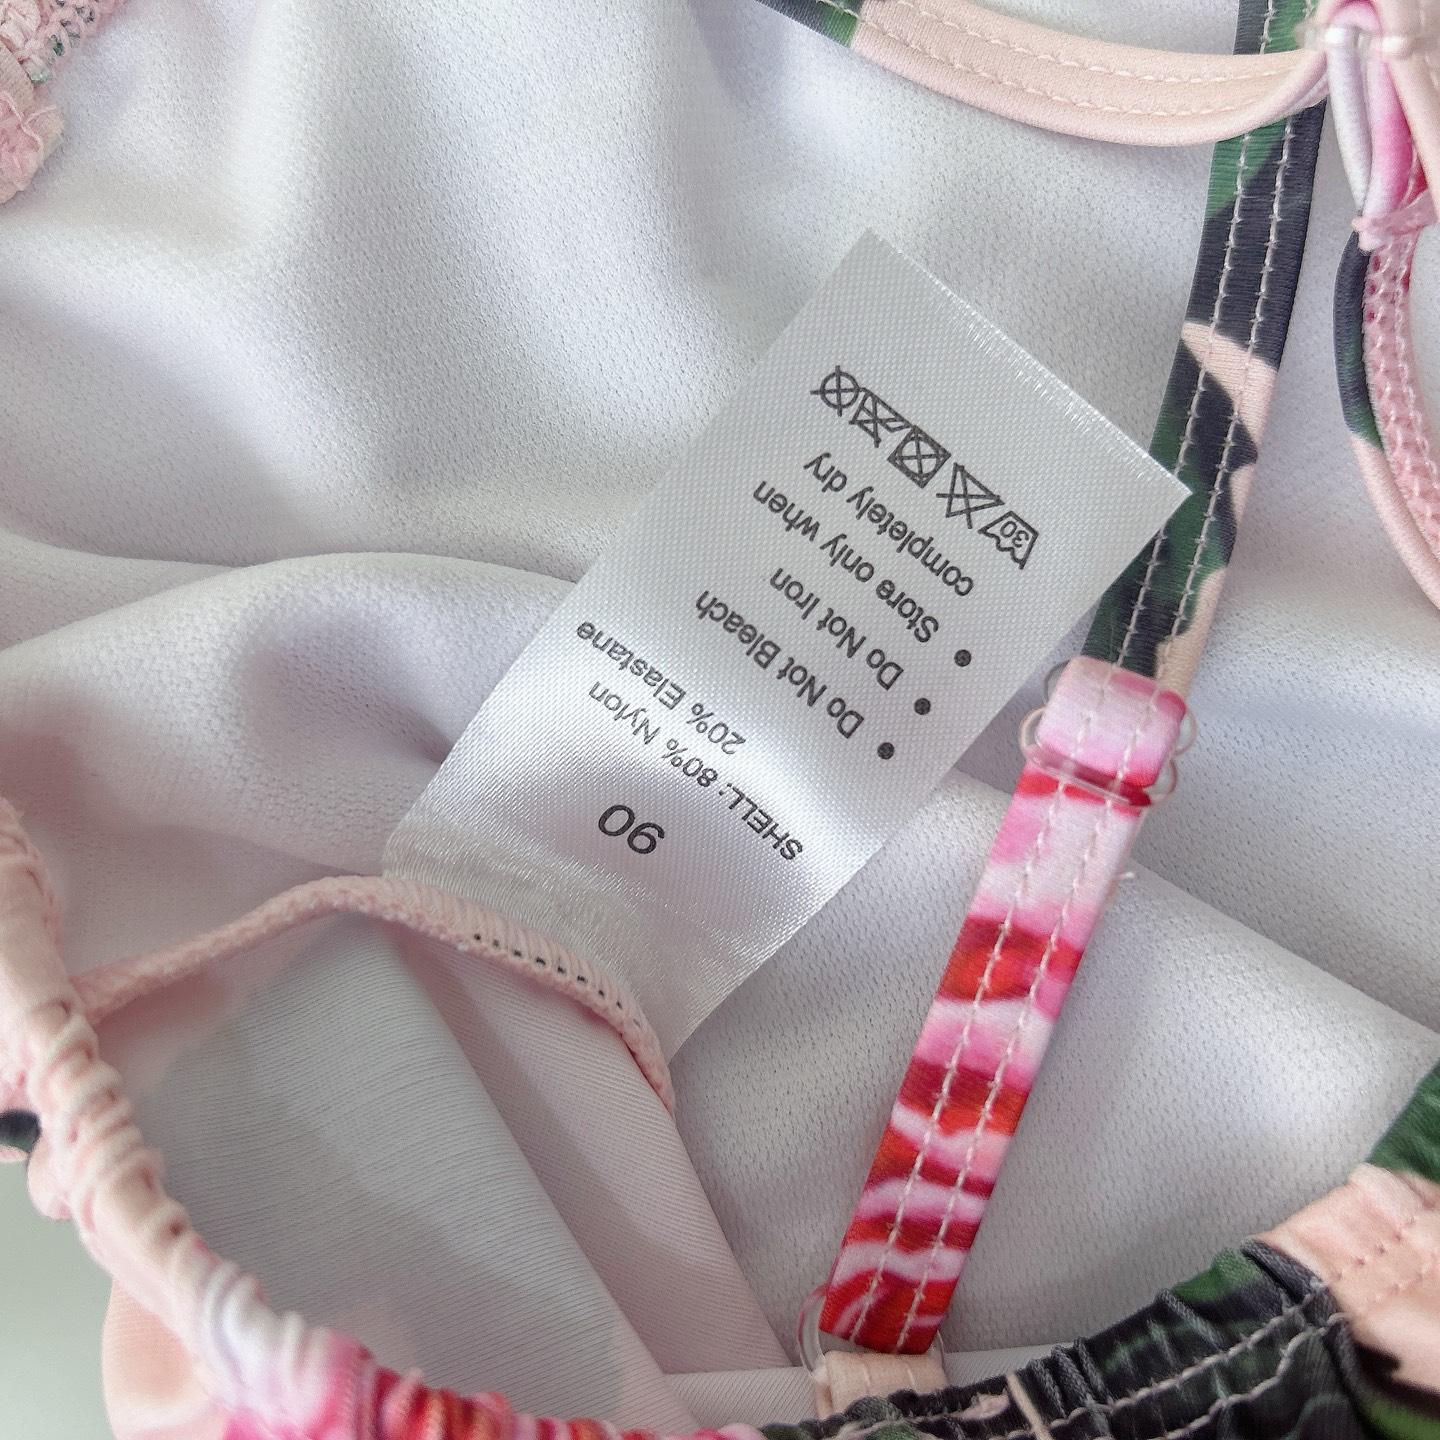 90
SHELL: 80% Nylon
20% Elastane
• Do Not Bleach
• Do Not Iron
• Store only when
completely dry
30